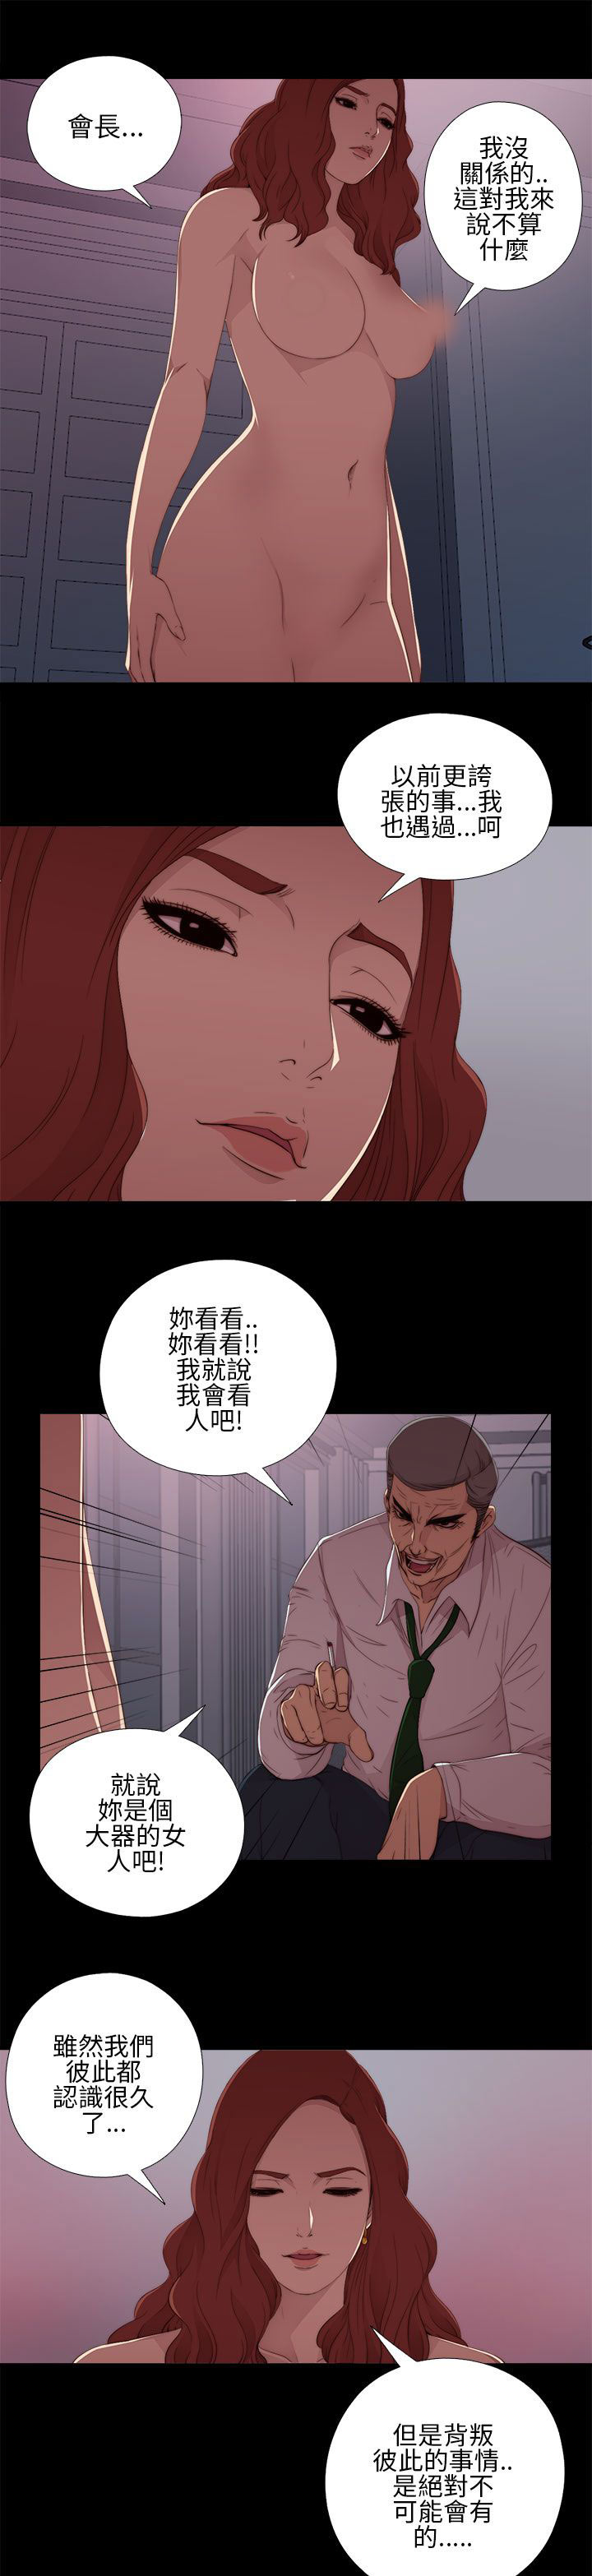 會長...
我沒
關係的..
這對我來
說不算
什麼
以前更誇
張的事...我
也遇過...呵
妳看看..
妳看看!!
我就說
我會看
人吧!
就說
妳是個
大器的女
人吧!
雖然我們
彼此都
認識很久
了...
但是背叛
彼此的事情..
是絕對不
可能會有
的.....